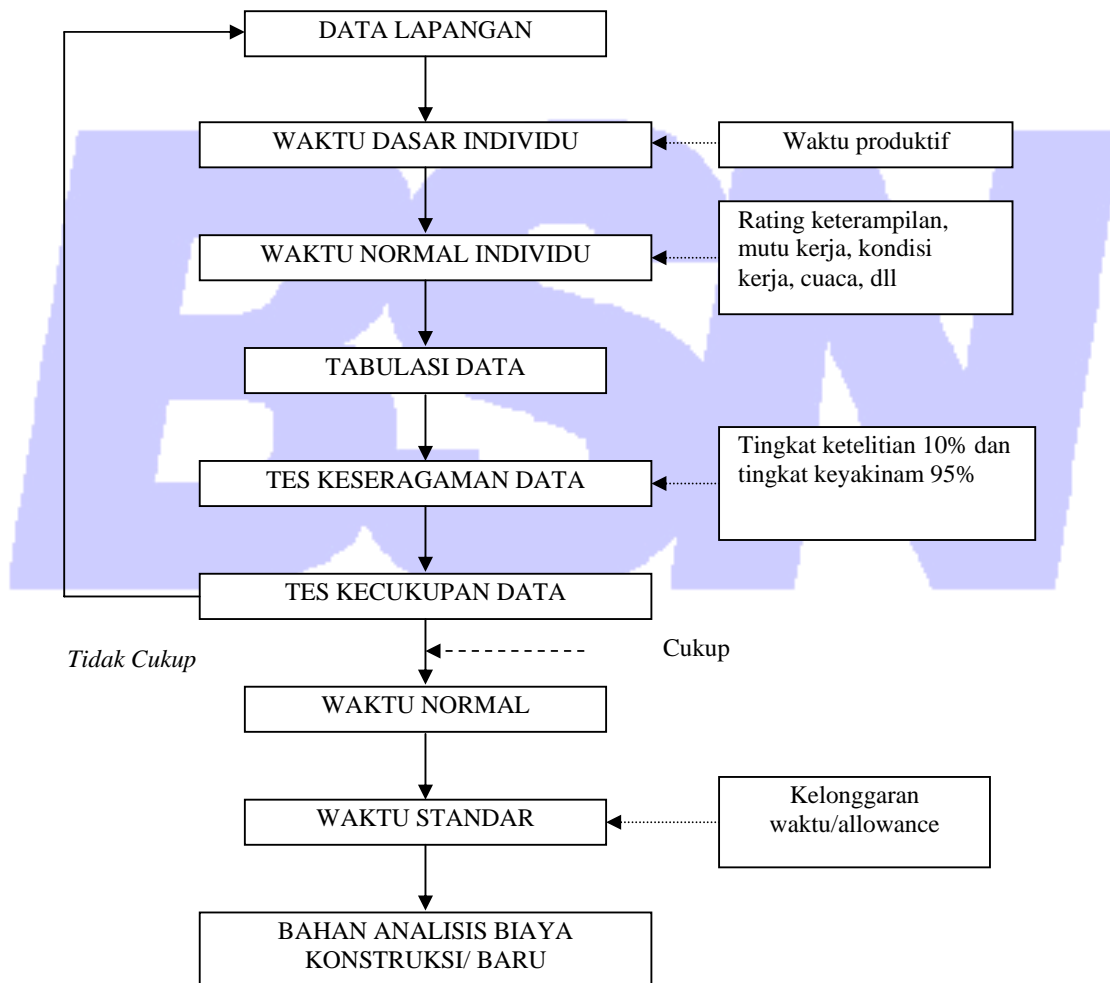 DATA LAPANGAN
WAKTU DASAR INDIVIDU
Waktu produktif
WAKTU NORMAL INDIVIDU
Rating keterampilan,
mutu kerja, kondisi
kerja, cuaca, dll
TABULASI DATA
TES KESERAGAMAN DATA
Tingkat ketelitian 10% dan
tingkat keyakinam 95%
TES KECUKUPAN DATA
Tidak Cukup
Cukup
WAKTU NORMAL
WAKTU STANDAR
Kelonggaran
waktu/allowance
BAHAN ANALISIS BIAYA
KONSTRUKSI/ BARU
BSN